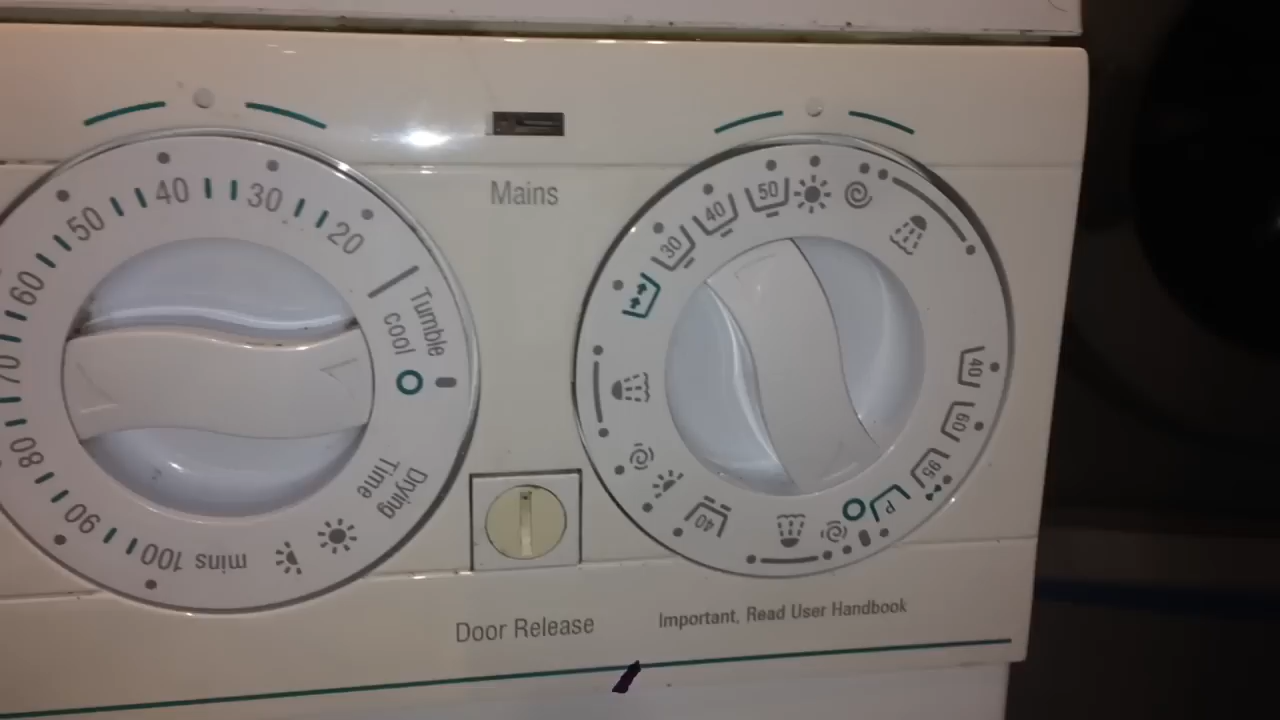 Mains
20
30
40
50
60
70
80
90
100 mins
Tumble
cool
Drying
Time
30
40
50
40
60
95
P
40
Door Release
Important, Read User Handbook